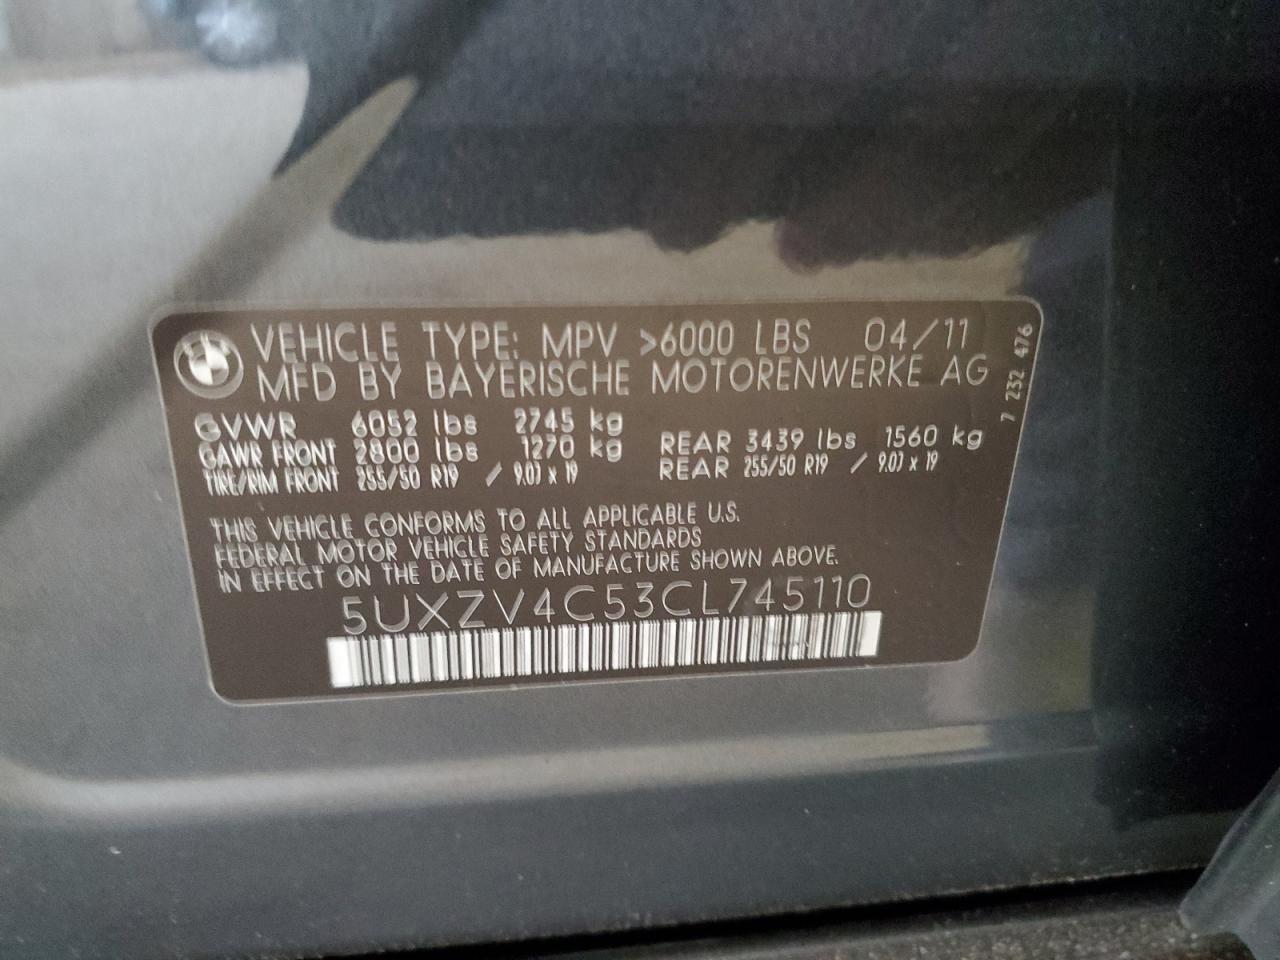 VEHICLE TYPE: MPV >6000 LBS 04/11
MFD BY BAYERISCHE MOTORENWERKE AG
GVWR 6052 lbs 2745 kg
GAWR FRONT 2800 lbs 1270 kg REAR 3439 lbs 1560 kg
TIRE/RIM FRONT 255/50 R19 / 9.0J x 19 REAR 255/50 R19 / 9.0J x 19
THIS VEHICLE CONFORMS TO ALL APPLICABLE U.S.
FEDERAL MOTOR VEHICLE SAFETY STANDARDS
IN EFFECT ON THE DATE OF MANUFACTURE SHOWN ABOVE.
5UXZV4C53CL745110
7 232 476